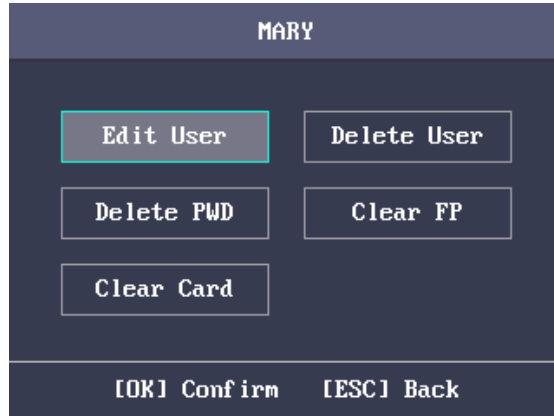 MARY
Edit User Delete User
Delete PWD Clear FP
Clear Card
[OK] Confirm [ESC] Back